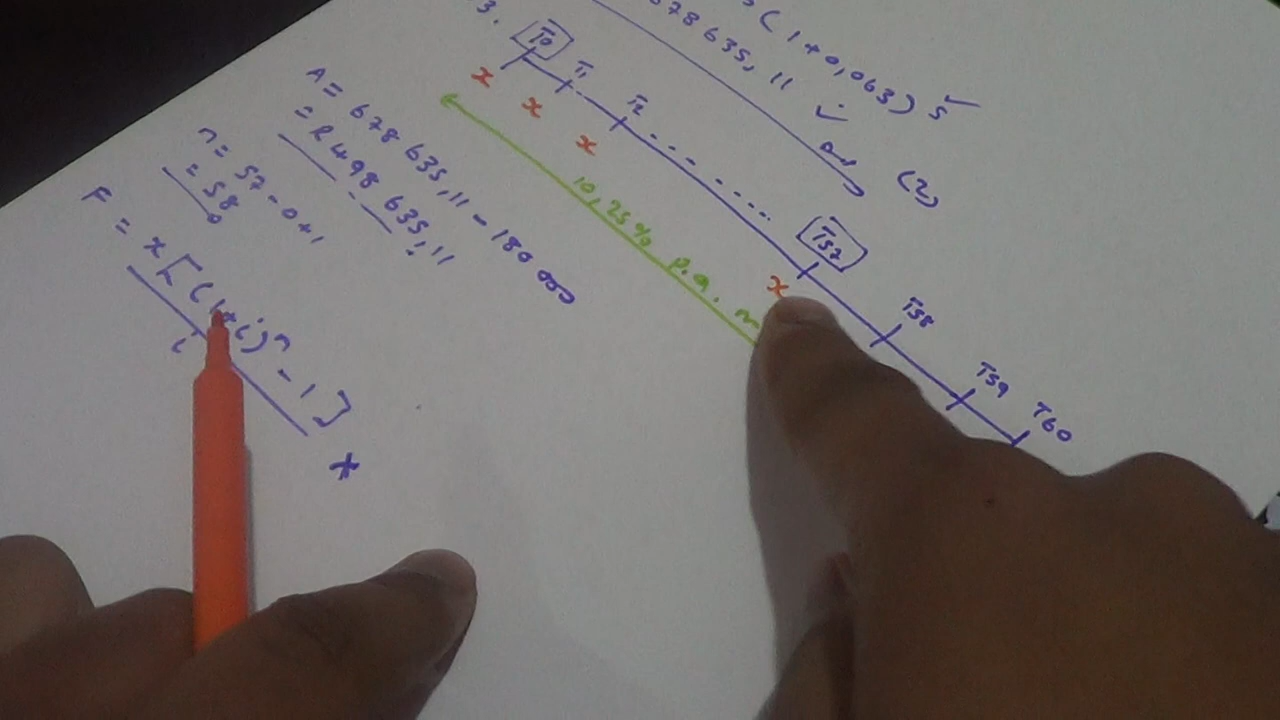 (1+0,063)⁵ ✓
678 635, 11 ✓ (2)
3.
T0 T1 T2 ... T57 T58 T59 T60
x x x x
10,25% p.a. m
A = 678 635,11 - 180 000
= R 498 635,11
n = 57 - 0 + 1
= 58
F = x[(1+i)ⁿ - 1]
i
*